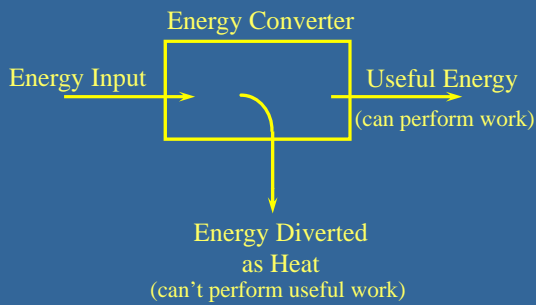 Energy Converter
Energy Input
Useful Energy
(can perform work)
Energy Diverted
as Heat
(can't perform useful work)